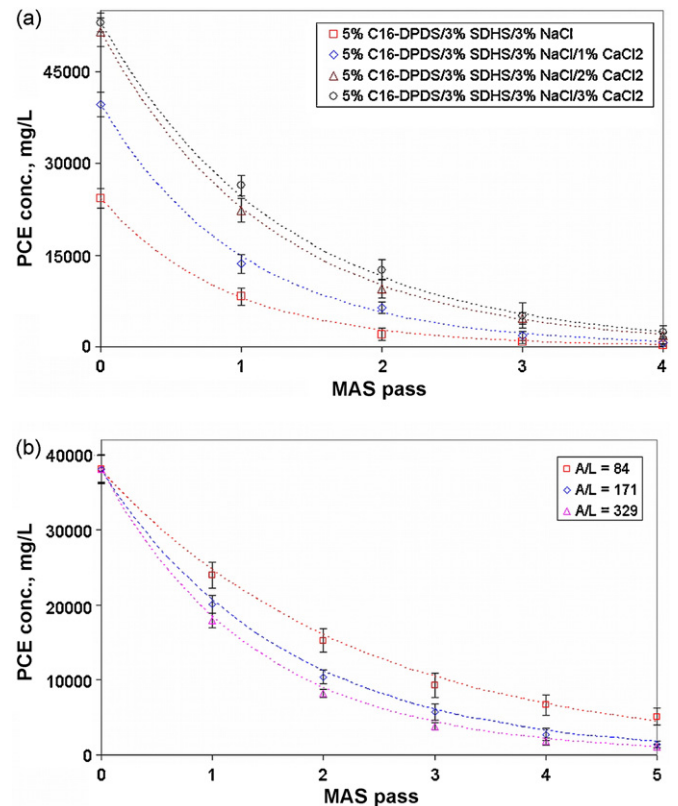 (a)
5% C16-DPDS/3% SDHS/3% NaCl
5% C16-DPDS/3% SDHS/3% NaCl/1% CaCl2
5% C16-DPDS/3% SDHS/3% NaCl/2% CaCl2
5% C16-DPDS/3% SDHS/3% NaCl/3% CaCl2
PCE conc., mg/L
45000
30000
15000
0
0 1 2 3 4
MAS pass
(b)
A/L = 84
A/L = 171
A/L = 329
PCE conc., mg/L
40000
30000
20000
10000
0
0 1 2 3 4 5
MAS pass